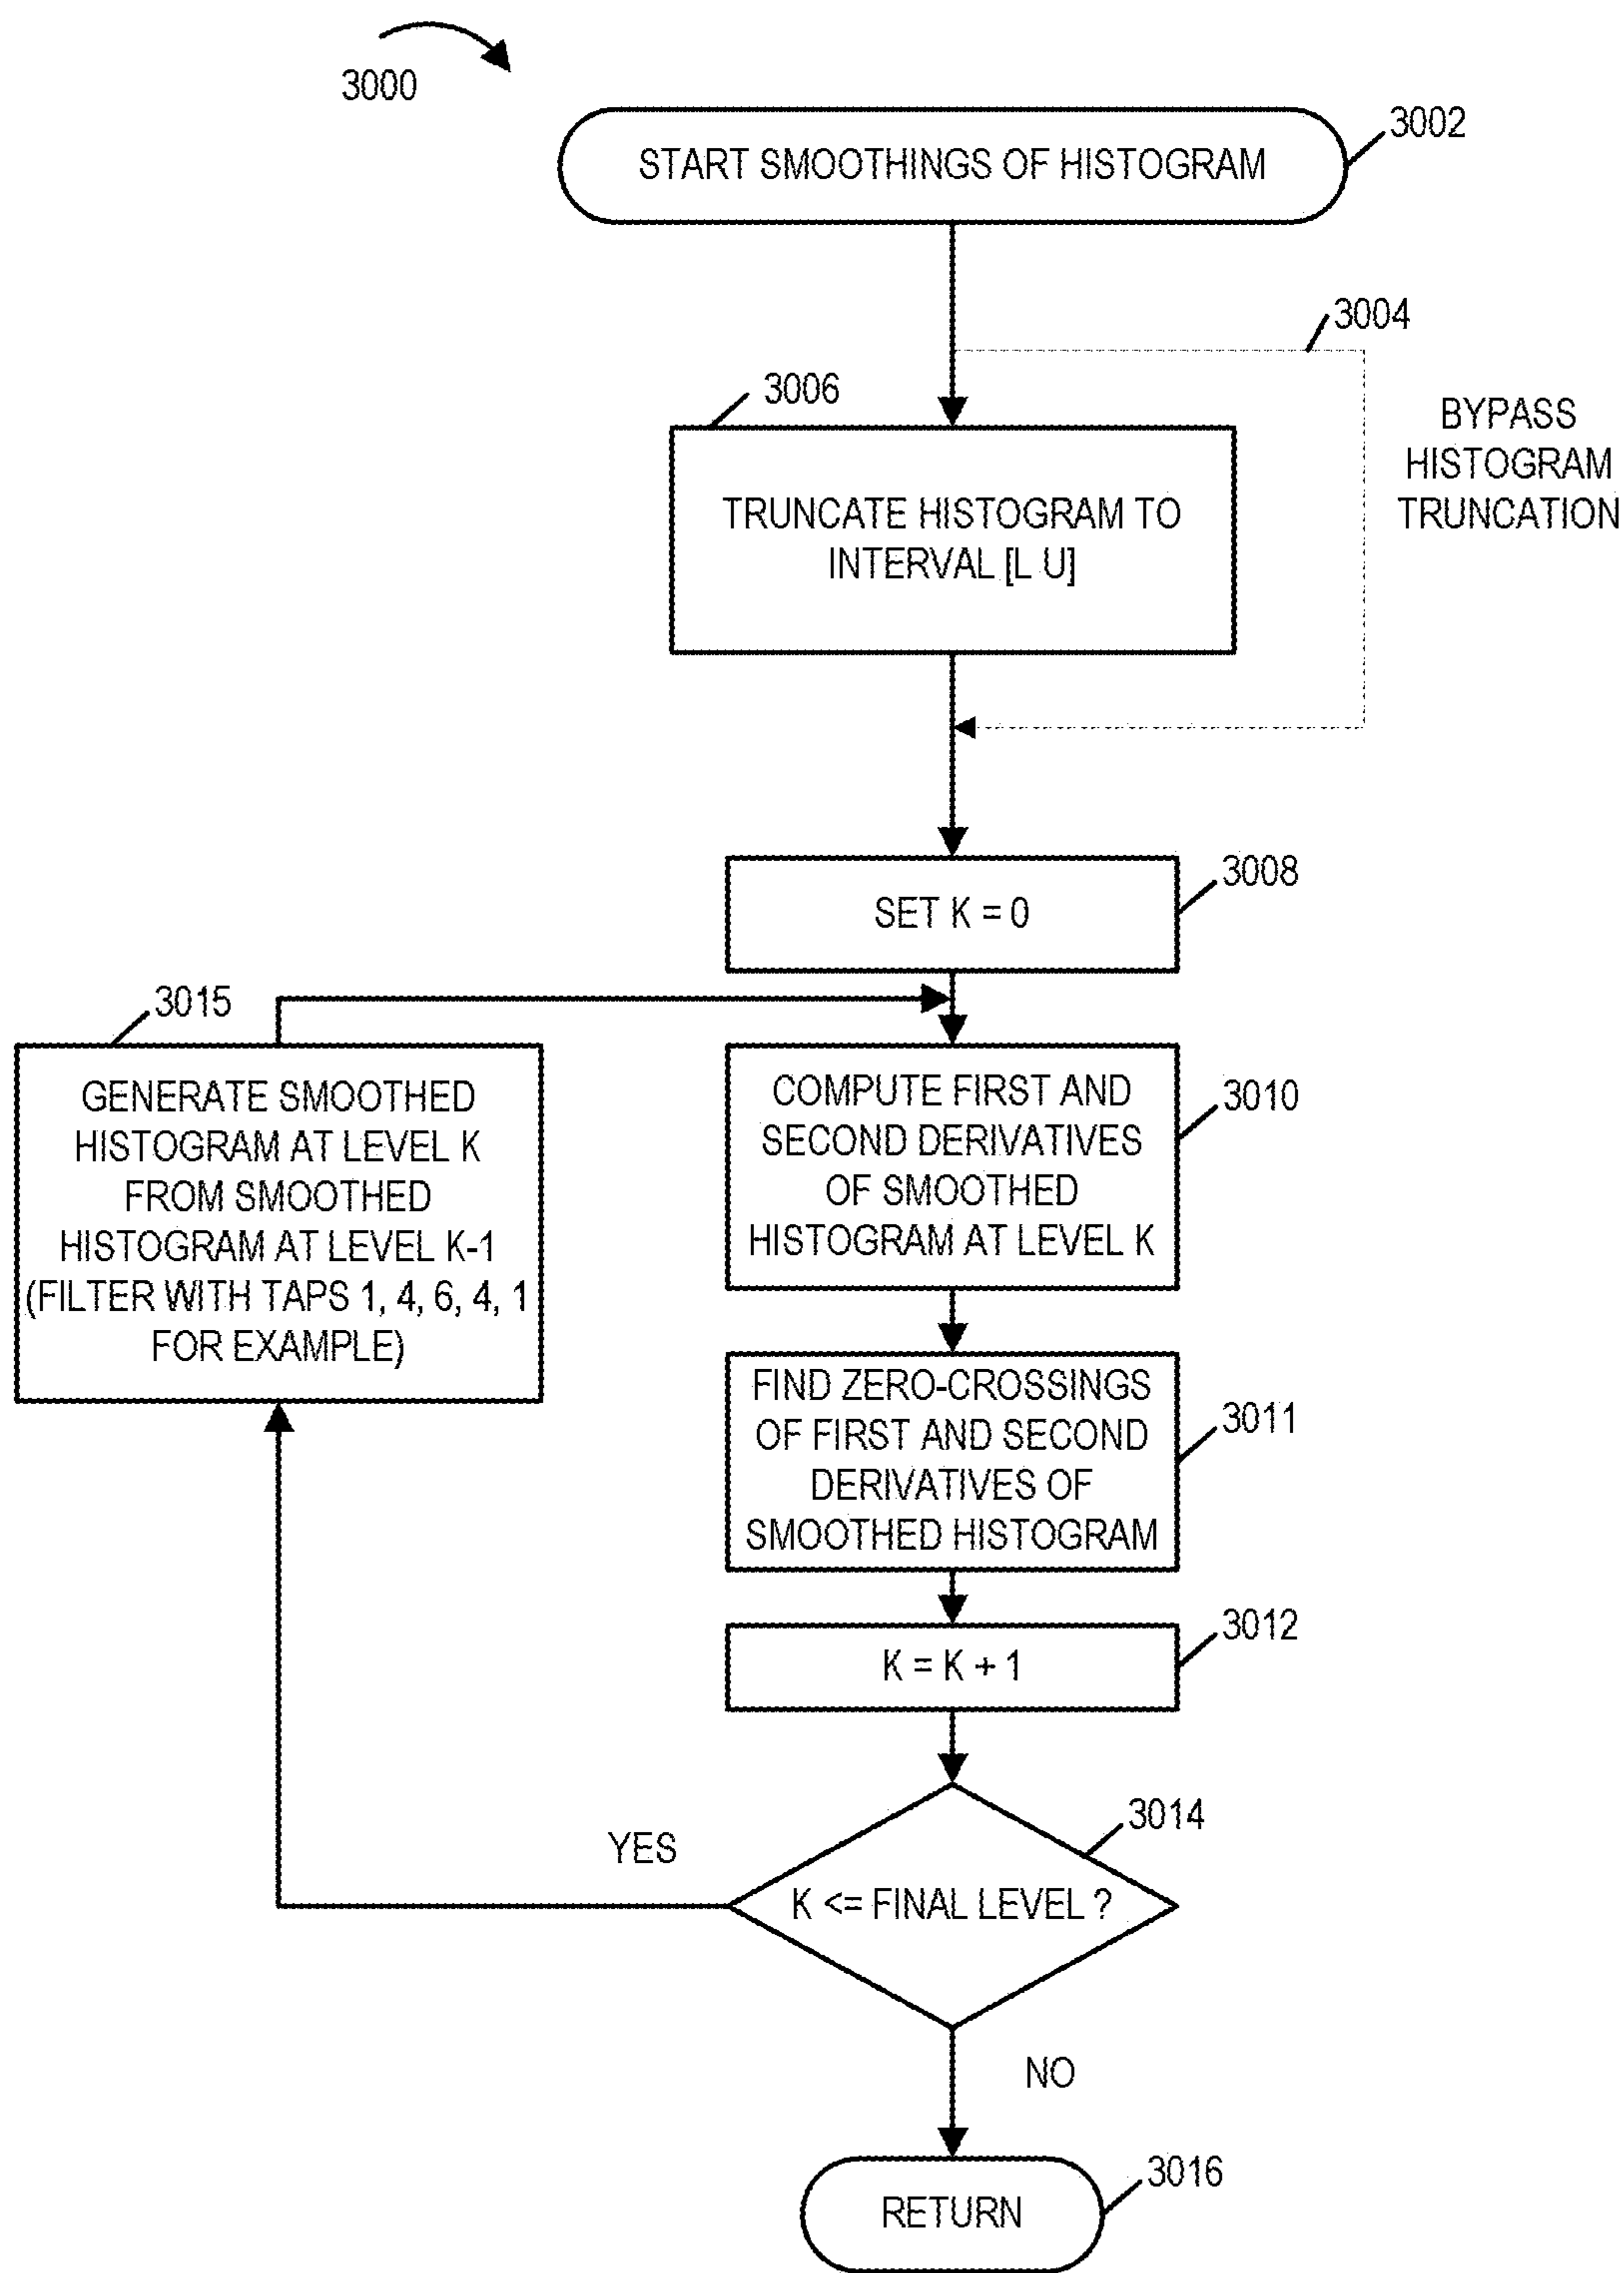 3000
3002
START SMOOTHINGS OF HISTOGRAM
3004
3006
BYPASS
HISTOGRAM
TRUNCATION
TRUNCATE HISTOGRAM TO
INTERVAL [L U]
3008
SET K = 0
3015
GENERATE SMOOTHED
HISTOGRAM AT LEVEL K
FROM SMOOTHED
HISTOGRAM AT LEVEL K-1
(FILTER WITH TAPS 1, 4, 6, 4, 1
FOR EXAMPLE)
3010
COMPUTE FIRST AND
SECOND DERIVATIVES
OF SMOOTHED
HISTOGRAM AT LEVEL K
3011
FIND ZERO-CROSSINGS
OF FIRST AND SECOND
DERIVATIVES OF
SMOOTHED HISTOGRAM
3012
K = K + 1
3014
YES
K <= FINAL LEVEL ?
NO
3016
RETURN